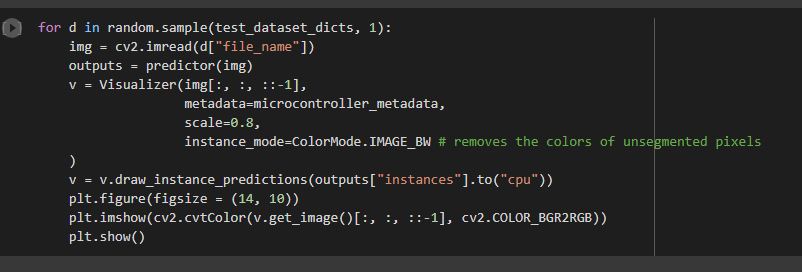 for d in random.sample(test_dataset_dicts, 1):
    img = cv2.imread(d["file_name"])
    outputs = predictor(img)
    v = Visualizer(img[:, :, ::-1],
                   metadata=microcontroller_metadata,
                   scale=0.8,
                   instance_mode=ColorMode.IMAGE_BW # removes the colors of unsegmented pixels
    )
    v = v.draw_instance_predictions(outputs["instances"].to("cpu"))
    plt.figure(figsize = (14, 10))
    plt.imshow(cv2.cvtColor(v.get_image()[:, :, ::-1], cv2.COLOR_BGR2RGB))
    plt.show()